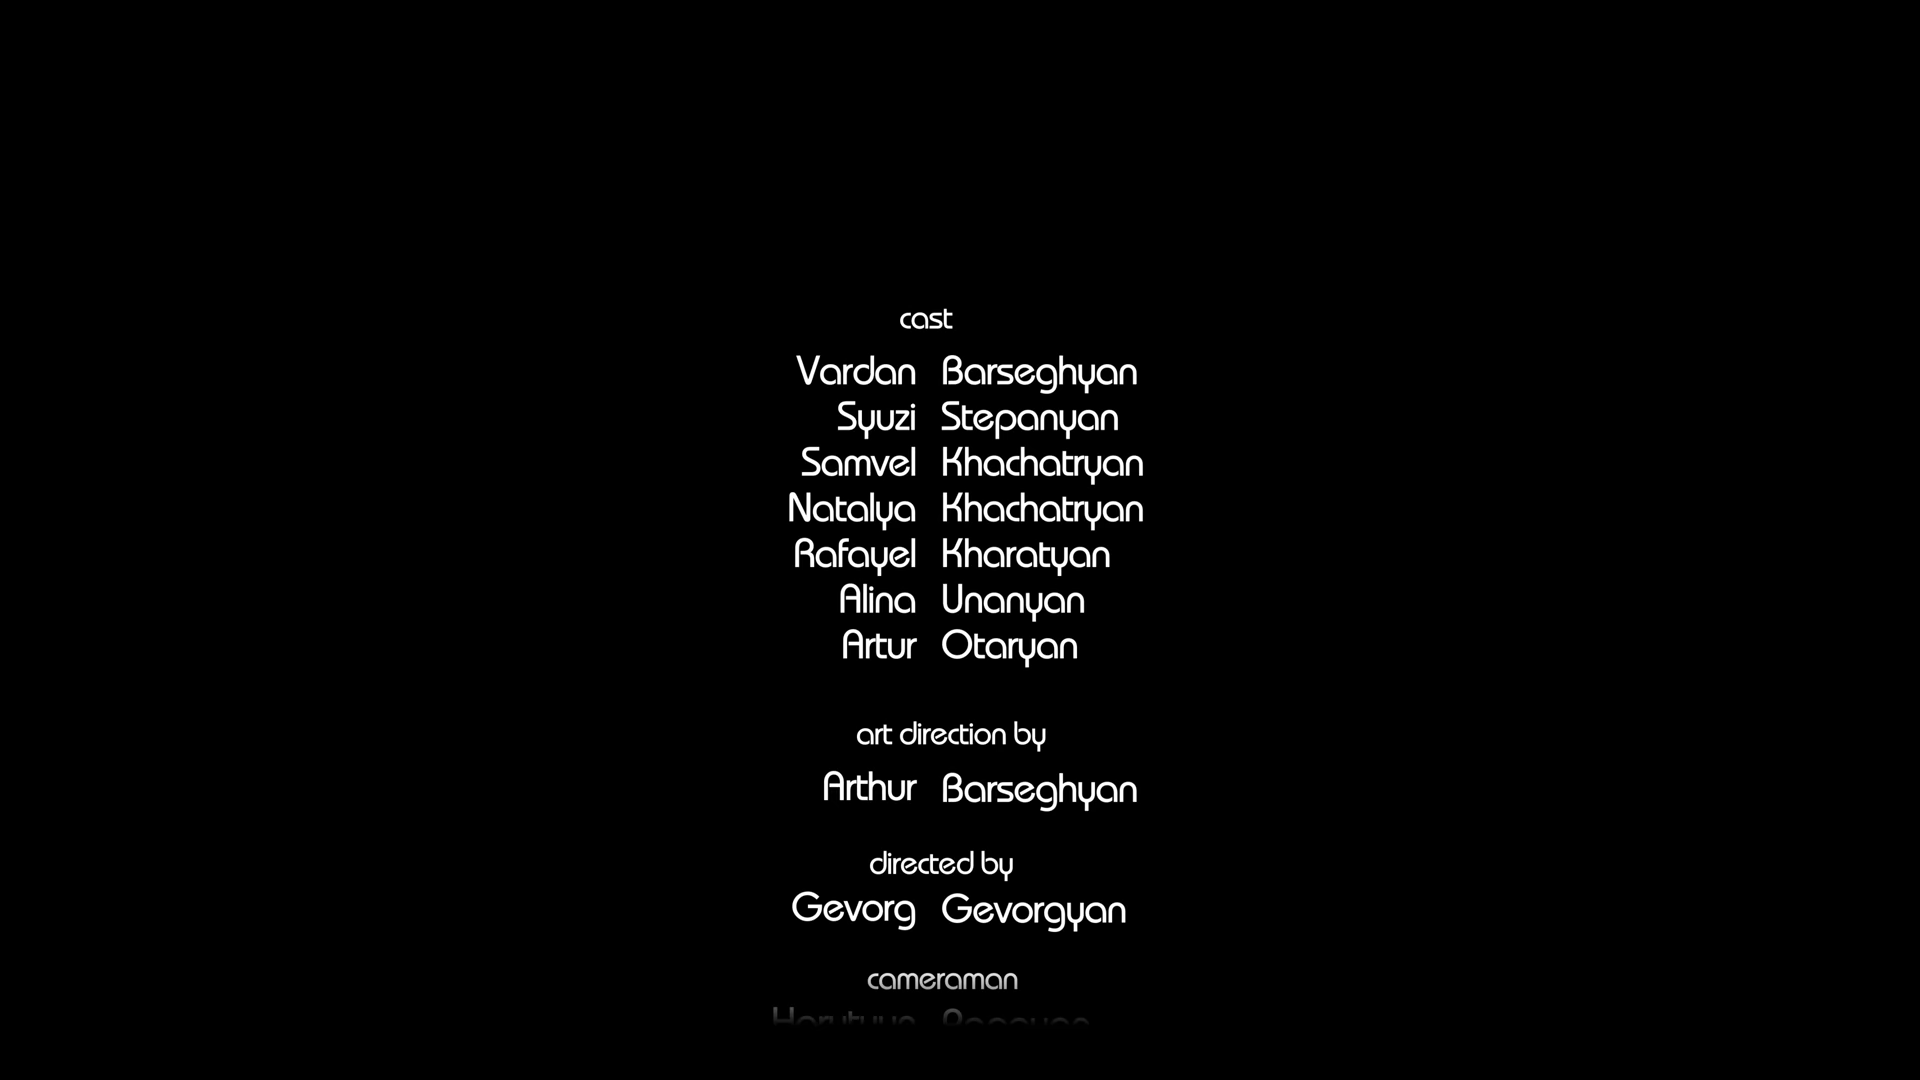 cast
Vardan Barseghyan
Syuzi Stepanyan
Samvel Khachatryan
Natalya Khachatryan
Rafayel Kharatyan
Alina Unanyan
Artur Otaryan
art direction by
Arthur Barseghyan
directed by
Gevorg Gevorgyan
cameraman